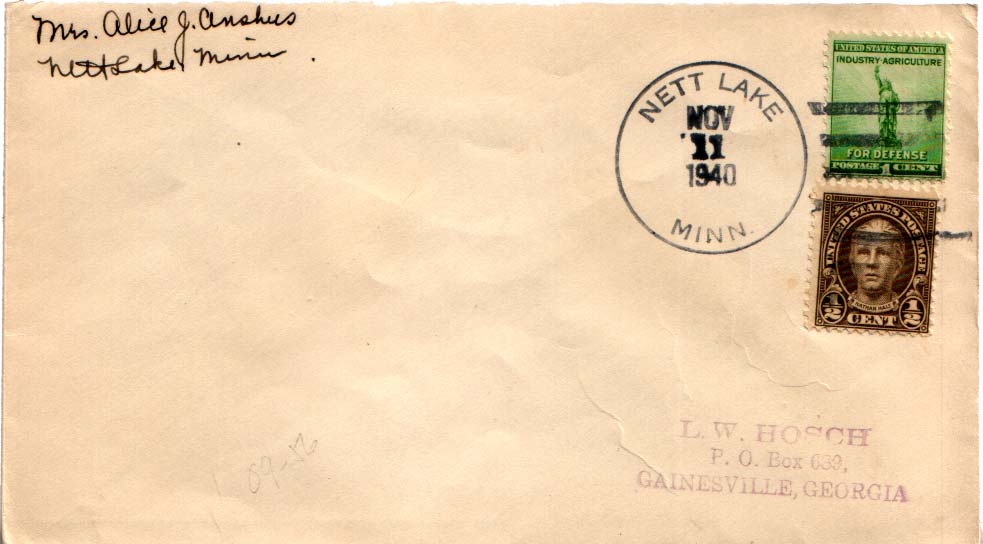 Mrs. Alice J. Anshus
Nett Lake, Minn.
NETT LAKE
NOV
11
1940
MINN.
UNITED STATES OF AMERICA
INDUSTRY·AGRICULTURE
FOR DEFENSE
POSTAGE 1 CENT
UNITED STATES POSTAGE
NATHAN HALE
1/2 CENT 1/2
L. W. HOSCH
P. O. Box 639,
GAINESVILLE, GEORGIA